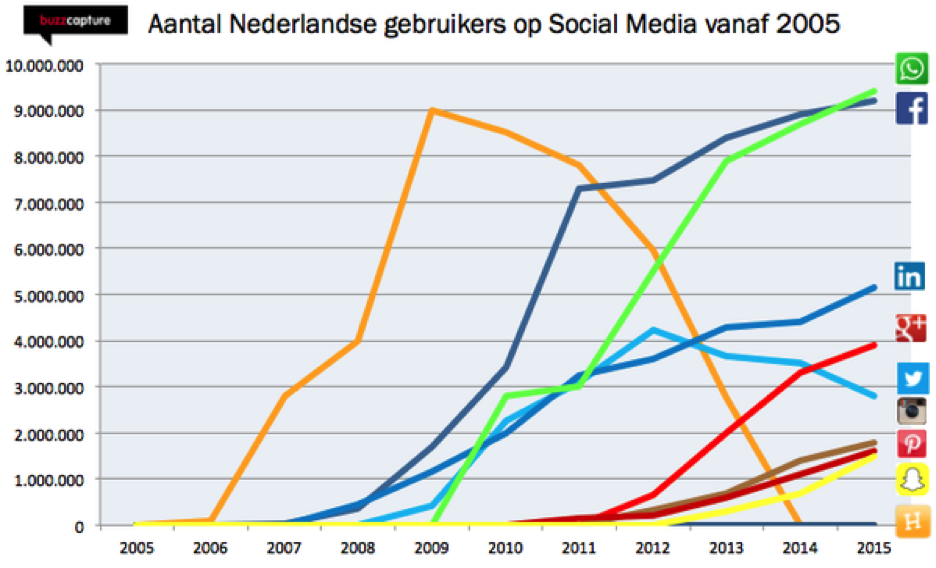 buzzcapture
Aantal Nederlandse gebruikers op Social Media vanaf 2005
10.000.000
9.000.000
8.000.000
7.000.000
6.000.000
5.000.000
4.000.000
3.000.000
2.000.000
1.000.000
0
2005 2006 2007 2008 2009 2010 2011 2012 2013 2014 2015
f
in
g+
H